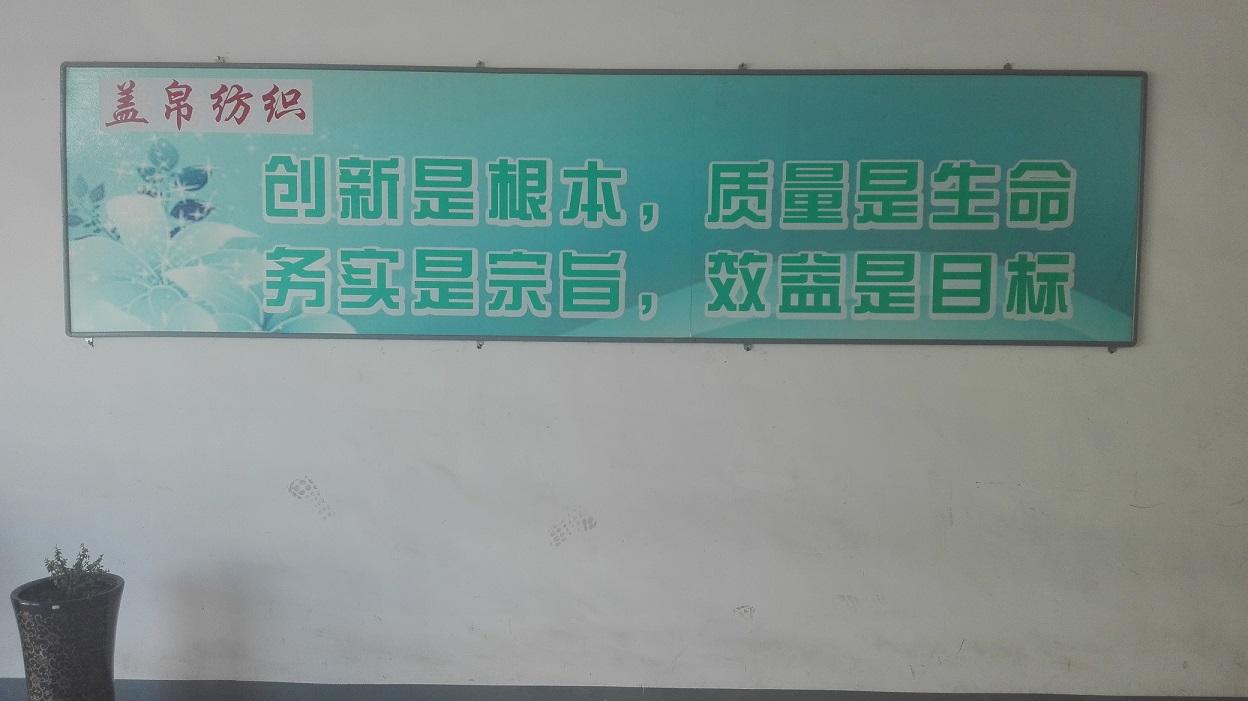 盖帛纺织
创新是根本，质量是生命
务实是宗旨，效益是目标